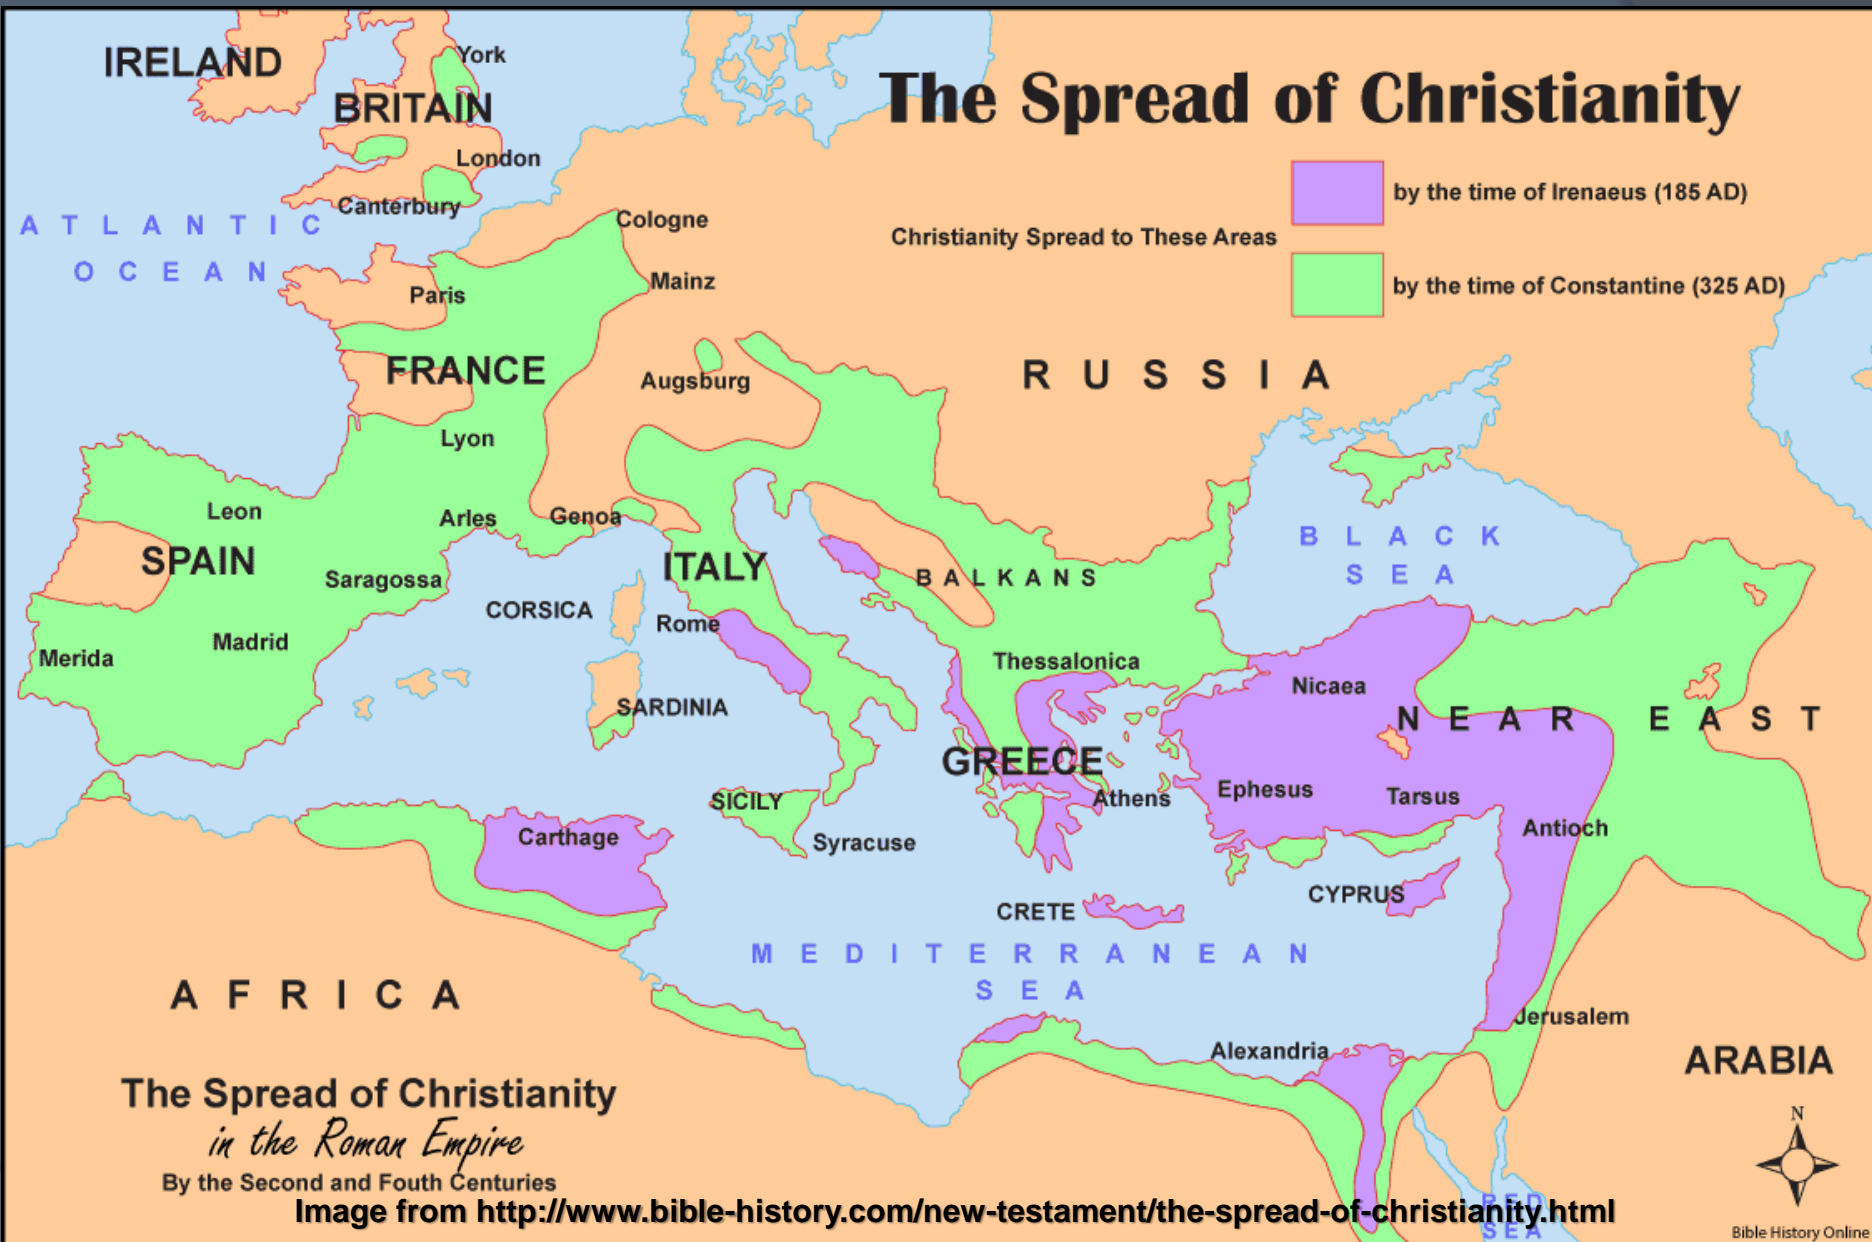 The Spread of Christianity
by the time of Irenaeus (185 AD)
Christianity Spread to These Areas
by the time of Constantine (325 AD)
IRELAND
York
BRITAIN
London
Canterbury
ATLANTIC
OCEAN
Cologne
Mainz
Paris
FRANCE
Augsburg
RUSSIA
Lyon
Leon
Arles
Genoa
SPAIN
Saragossa
ITALY
BALKANS
BLACK
SEA
CORSICA
Rome
Madrid
Merida
Thessalonica
Nicaea
SARDINIA
NEAR EAST
GREECE
Athens
Ephesus
Tarsus
SICILY
Syracuse
Carthage
Antioch
CYPRUS
CRETE
MEDITERRANEAN
SEA
AFRICA
Jerusalem
Alexandria
ARABIA
The Spread of Christianity
in the Roman Empire
By the Second and Fouth Centuries
N
RED
SEA
Image from http://www.bible-history.com/new-testament/the-spread-of-christianity.html
Bible History Online